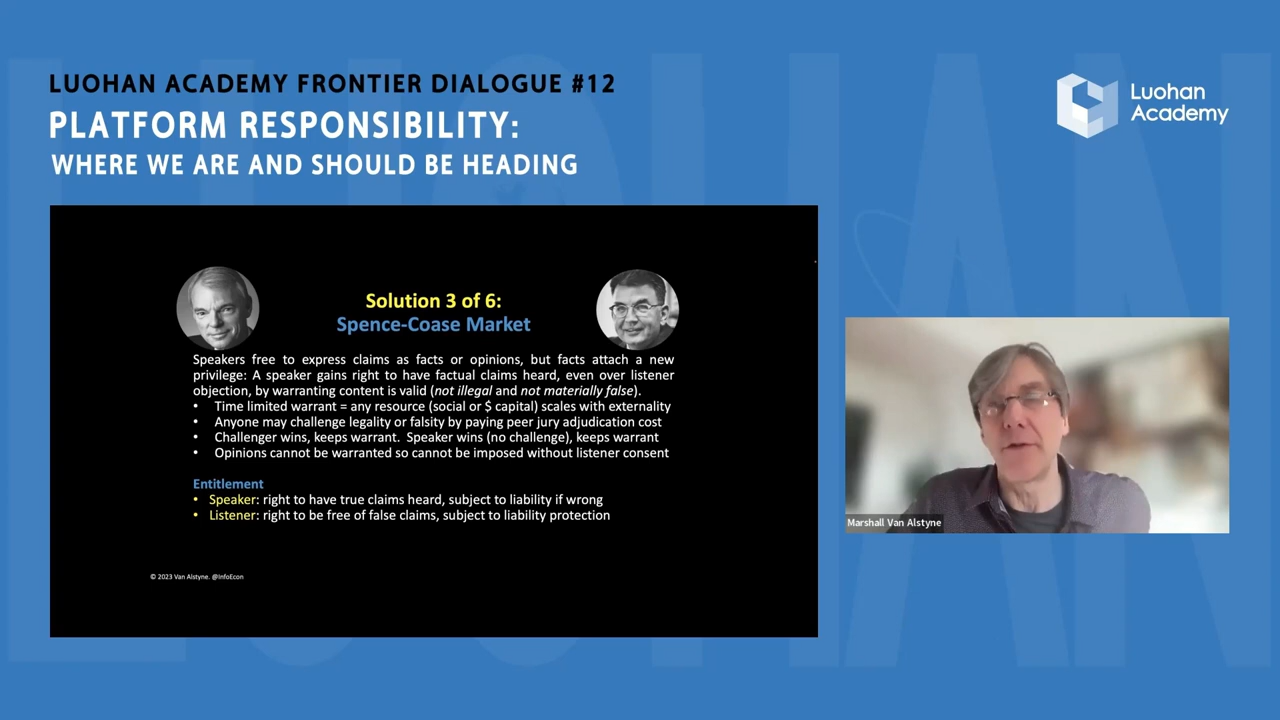 LUOHAN ACADEMY FRONTIER DIALOGUE #12
PLATFORM RESPONSIBILITY:
WHERE WE ARE AND SHOULD BE HEADING
Luohan
Academy
Solution 3 of 6:
Spence-Coase Market
Speakers free to express claims as facts or opinions, but facts attach a new
privilege: A speaker gains right to have factual claims heard, even over listener
objection, by warranting content is valid (not illegal and not materially false).
• Time limited warrant = any resource (social or $ capital) scales with externality
• Anyone may challenge legality or falsity by paying peer jury adjudication cost
• Challenger wins, keeps warrant. Speaker wins (no challenge), keeps warrant
• Opinions cannot be warranted so cannot be imposed without listener consent
Entitlement
• Speaker: right to have true claims heard, subject to liability if wrong
• Listener: right to be free of false claims, subject to liability protection
© 2023 Van Alstyne. @InfoEcon
Marshall Van Alstyne
LUOHAN